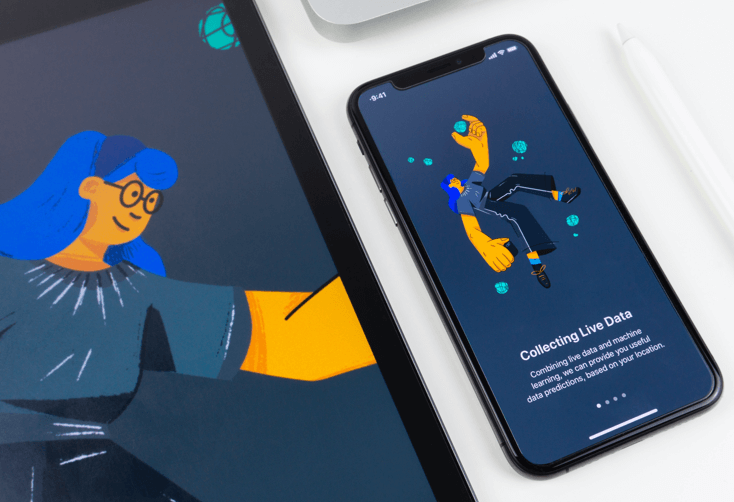 9:41
Collecting Live Data
Combining live data and machine
learning, we can provide you useful
data predictions, based on your location.